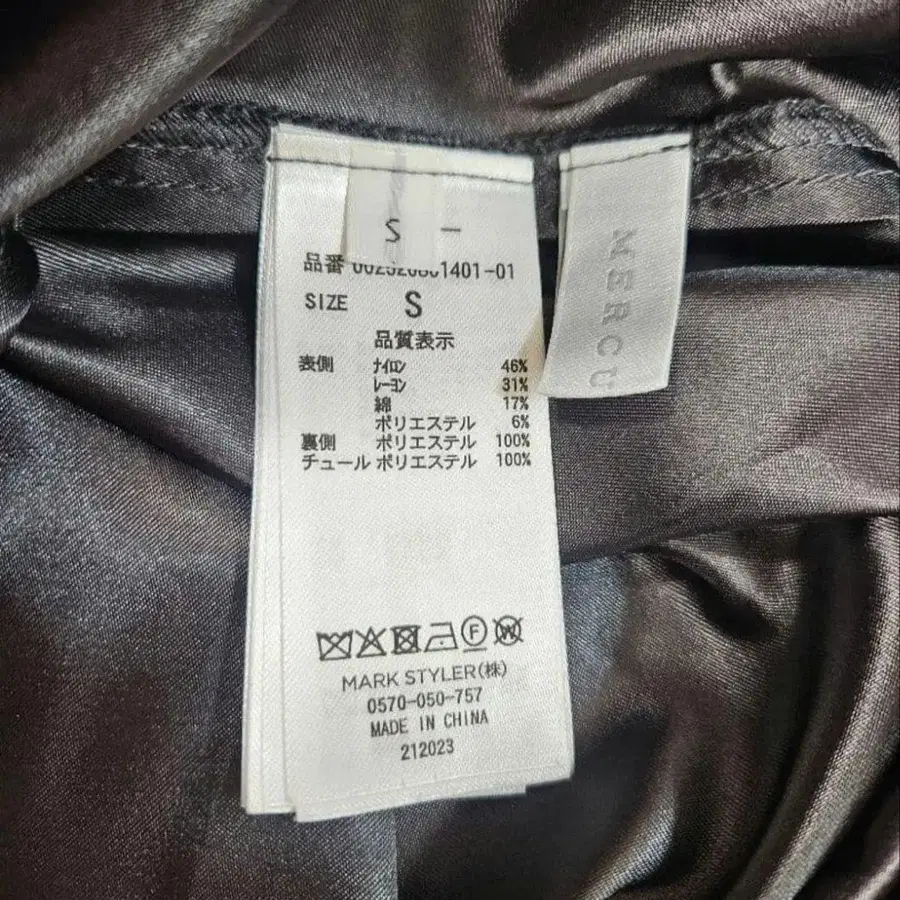 S
品番 1401-01
SIZE S
品質表示
表側 ナイロン 46%
レーヨン 31%
綿 17%
ポリエステル 6%
裏側 ポリエステル 100%
チュール ポリエステル 100%
F W
MARK STYLER(株)
0570-050-757
MADE IN CHINA
212023
MERCU